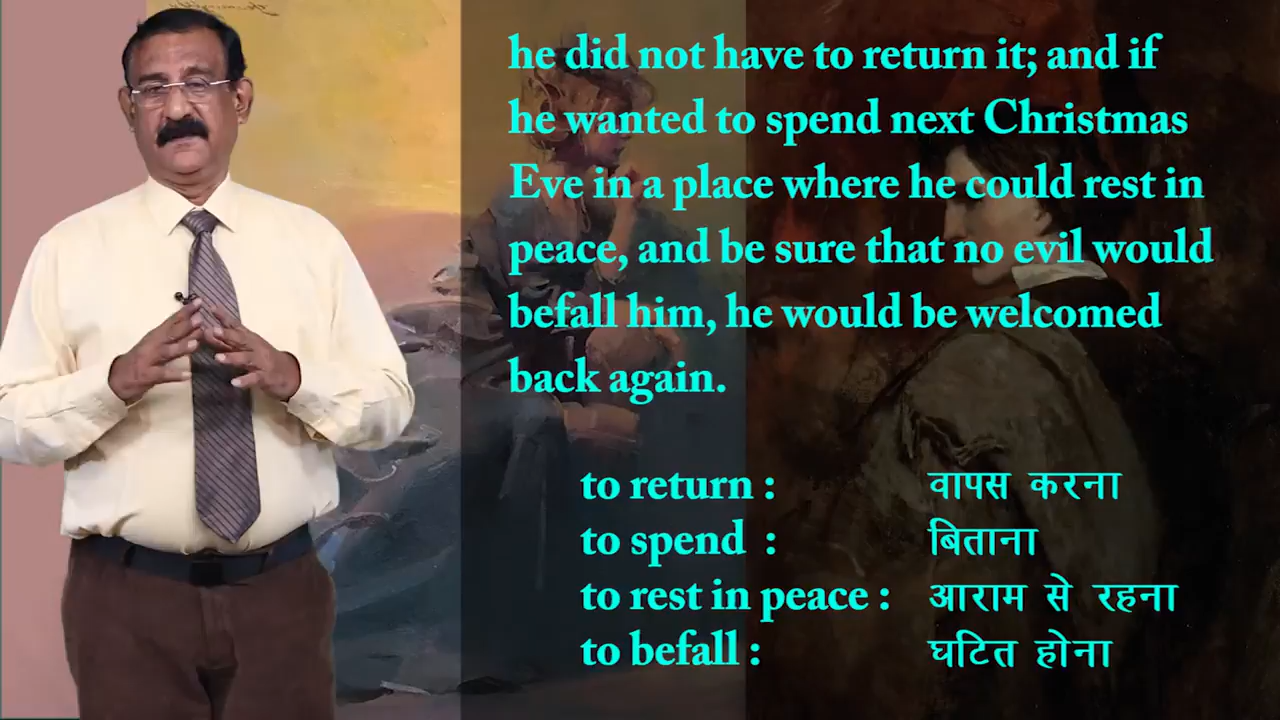 he did not have to return it; and if
he wanted to spend next Christmas
Eve in a place where he could rest in
peace, and be sure that no evil would
befall him, he would be welcomed
back again.
to return : वापस करना
to spend : बिताना
to rest in peace : आराम से रहना
to befall : घटित होना